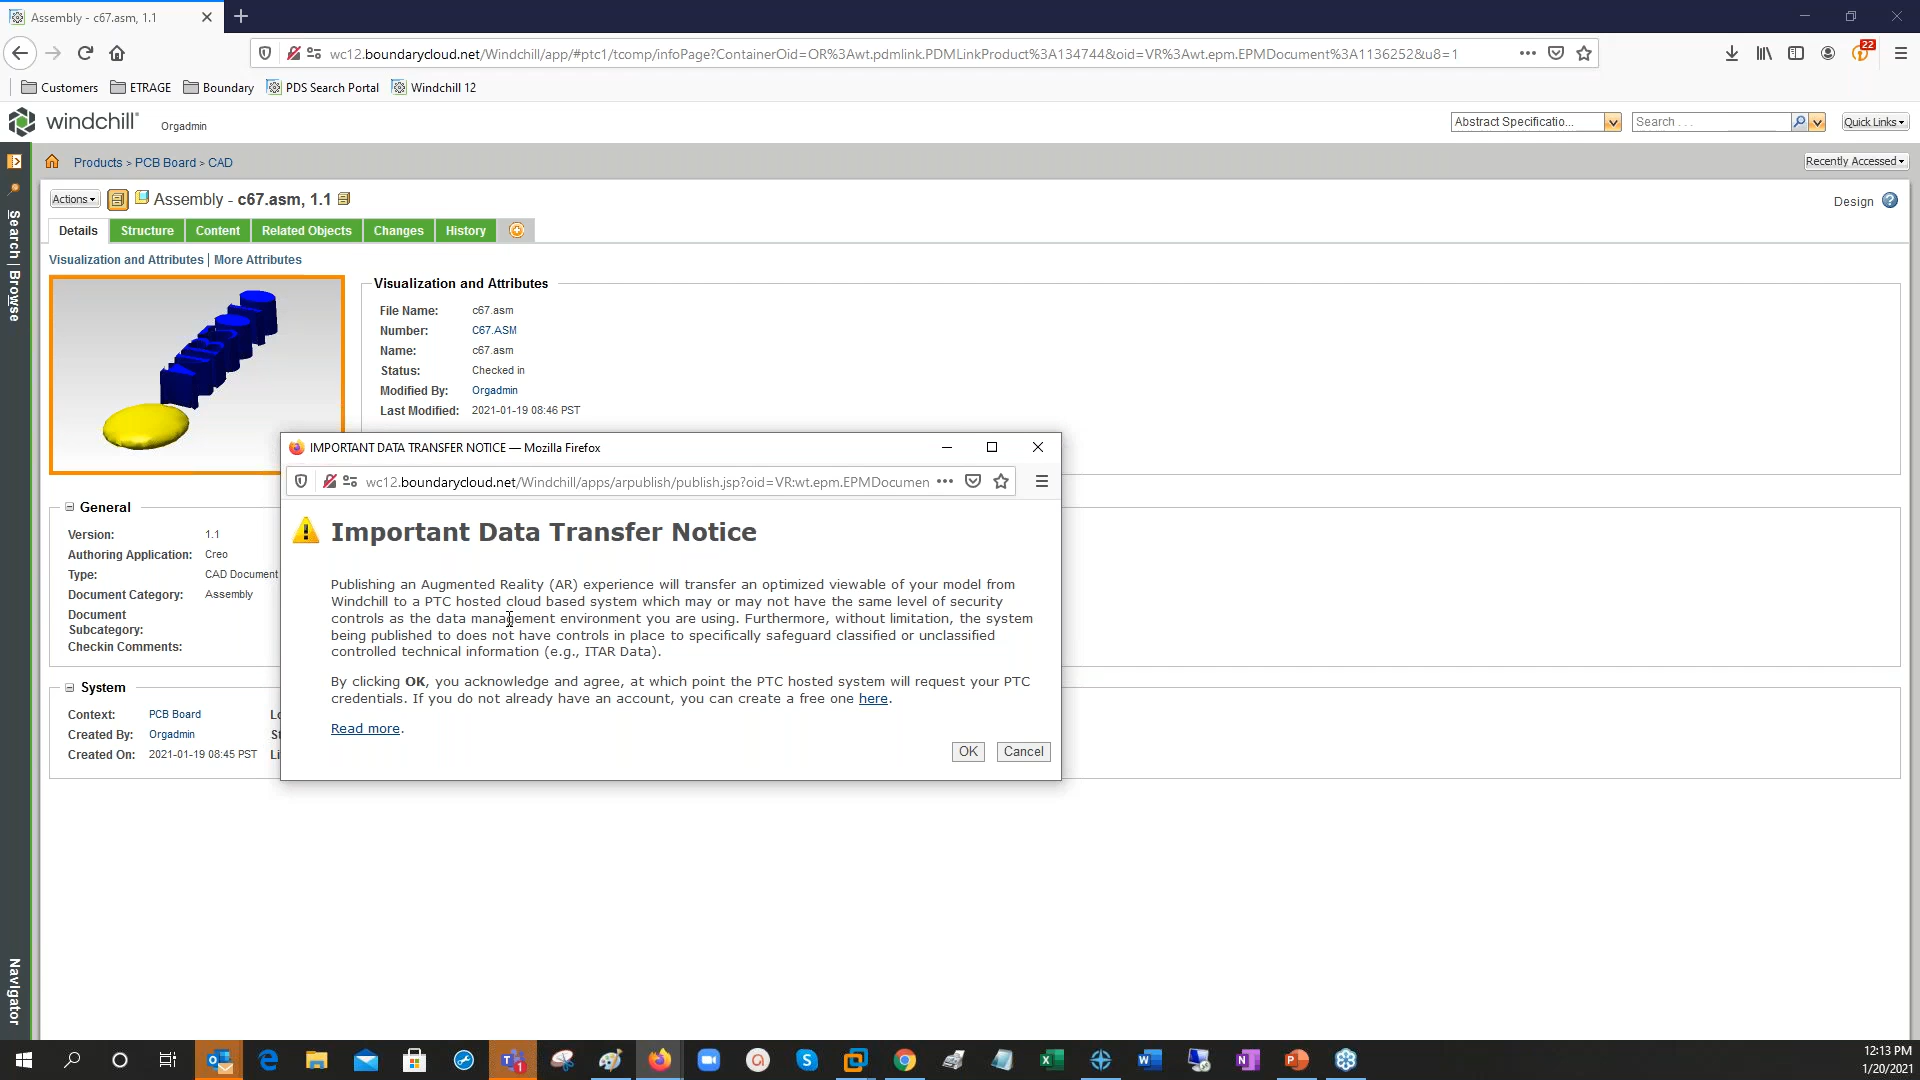 Assembly - c67.asm, 1.1
wc12.boundarycloud.net/Windchill/app/#ptc1/tcomp/infoPage?ContainerOid=OR%3Awt.pdmlink.PDMLinkProduct%3A134744&oid=VR%3Awt.epm.EPMDocument%3A1136252&u8=1
22
Customers ETRAGE Boundary PDS Search Portal Windchill 12
windchill Orgadmin
Abstract Specificatio... Search . . . Quick Links
Products > PCB Board > CAD
Recently Accessed
Actions Assembly - c67.asm, 1.1
Design
Details Structure Content Related Objects Changes History
Visualization and Attributes | More Attributes
Search | Browse
Visualization and Attributes
File Name: c67.asm
Number: C67.ASM
Name: c67.asm
Status: Checked in
Modified By: Orgadmin
Last Modified: 2021-01-19 08:46 PST
IMPORTANT DATA TRANSFER NOTICE — Mozilla Firefox
wc12.boundarycloud.net/Windchill/apps/arpublish/publish.jsp?oid=VR:wt.epm.EPMDocumen
Important Data Transfer Notice
Publishing an Augmented Reality (AR) experience will transfer an optimized viewable of your model from
Windchill to a PTC hosted cloud based system which may or may not have the same level of security
controls as the data management environment you are using. Furthermore, without limitation, the system
being published to does not have controls in place to specifically safeguard classified or unclassified
controlled technical information (e.g., ITAR Data).
By clicking OK, you acknowledge and agree, at which point the PTC hosted system will request your PTC
credentials. If you do not already have an account, you can create a free one here.
Read more.
OK Cancel
General
Version: 1.1
Authoring Application: Creo
Type: CAD Document
Document Category: Assembly
Document
Subcategory:
Checkin Comments:
System
Context: PCB Board
Created By: Orgadmin
Created On: 2021-01-19 08:45 PST
Navigator
12:13 PM
1/20/2021